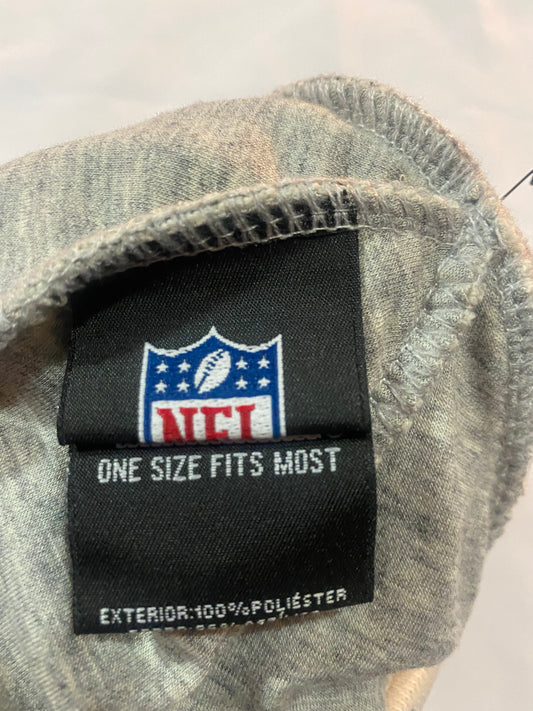 NFL
ONE SIZE FITS MOST
EXTERIOR:100%POLIÉSTER